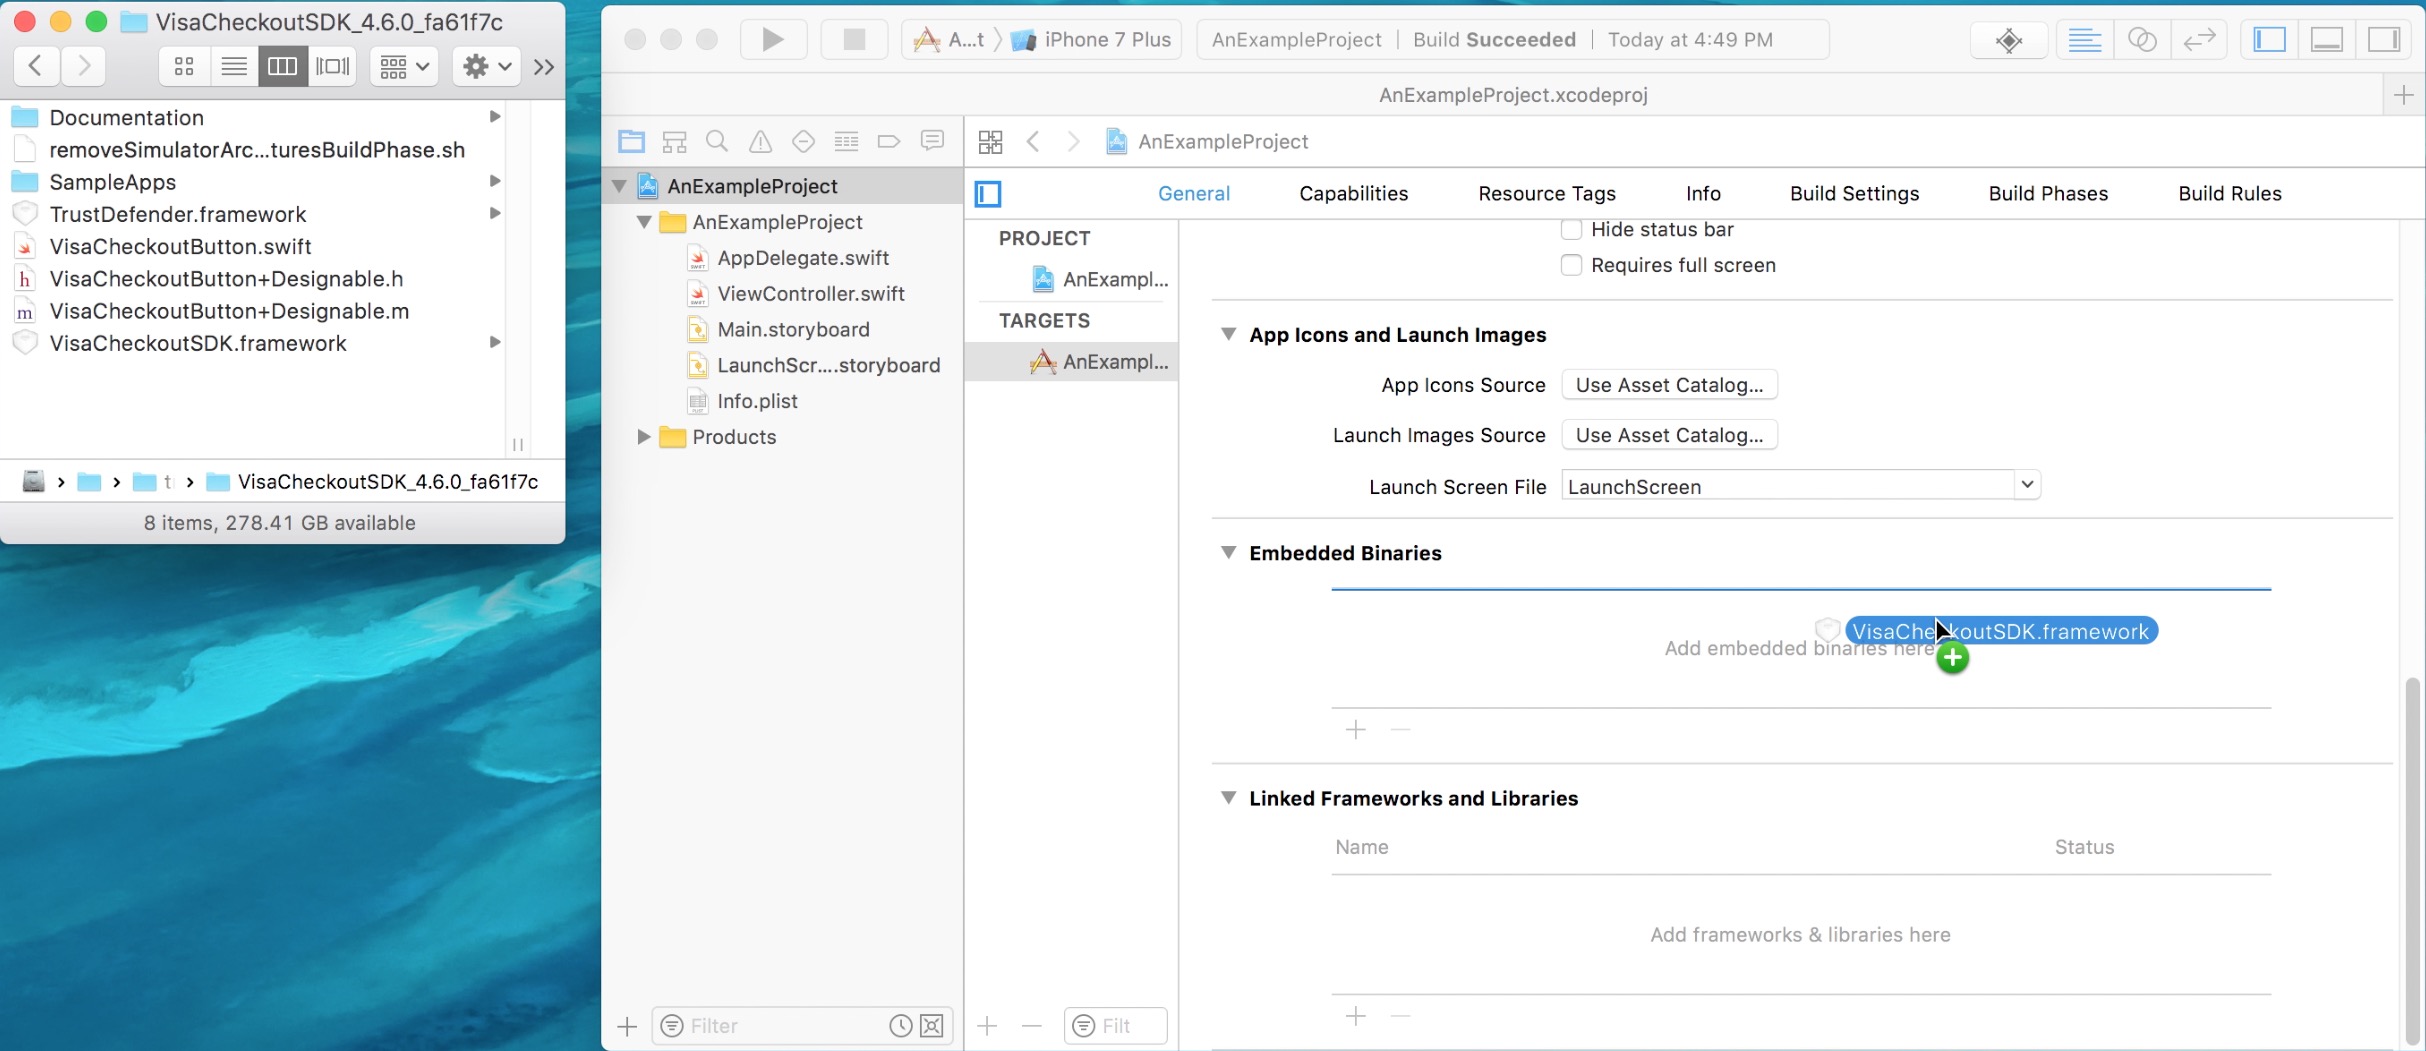 VisaCheckoutSDK_4.6.0_fa61f7c
Documentation
removeSimulatorArc...turesBuildPhase.sh
SampleApps
TrustDefender.framework
VisaCheckoutButton.swift
VisaCheckoutButton+Designable.h
VisaCheckoutButton+Designable.m
VisaCheckoutSDK.framework
VisaCheckoutSDK_4.6.0_fa61f7c
8 items, 278.41 GB available
A...t iPhone 7 Plus
AnExampleProject | Build Succeeded | Today at 4:49 PM
AnExampleProject.xcodeproj
AnExampleProject
AnExampleProject
AnExampleProject
AppDelegate.swift
ViewController.swift
Main.storyboard
LaunchScr....storyboard
Info.plist
Products
Filter
General Capabilities Resource Tags Info Build Settings Build Phases Build Rules
PROJECT
AnExampl...
TARGETS
AnExampl...
Filt
Hide status bar
Requires full screen
App Icons and Launch Images
App Icons Source Use Asset Catalog...
Launch Images Source Use Asset Catalog...
Launch Screen File LaunchScreen
Embedded Binaries
VisaCheckoutSDK.framework
Add embedded binaries here
Linked Frameworks and Libraries
Name Status
Add frameworks & libraries here